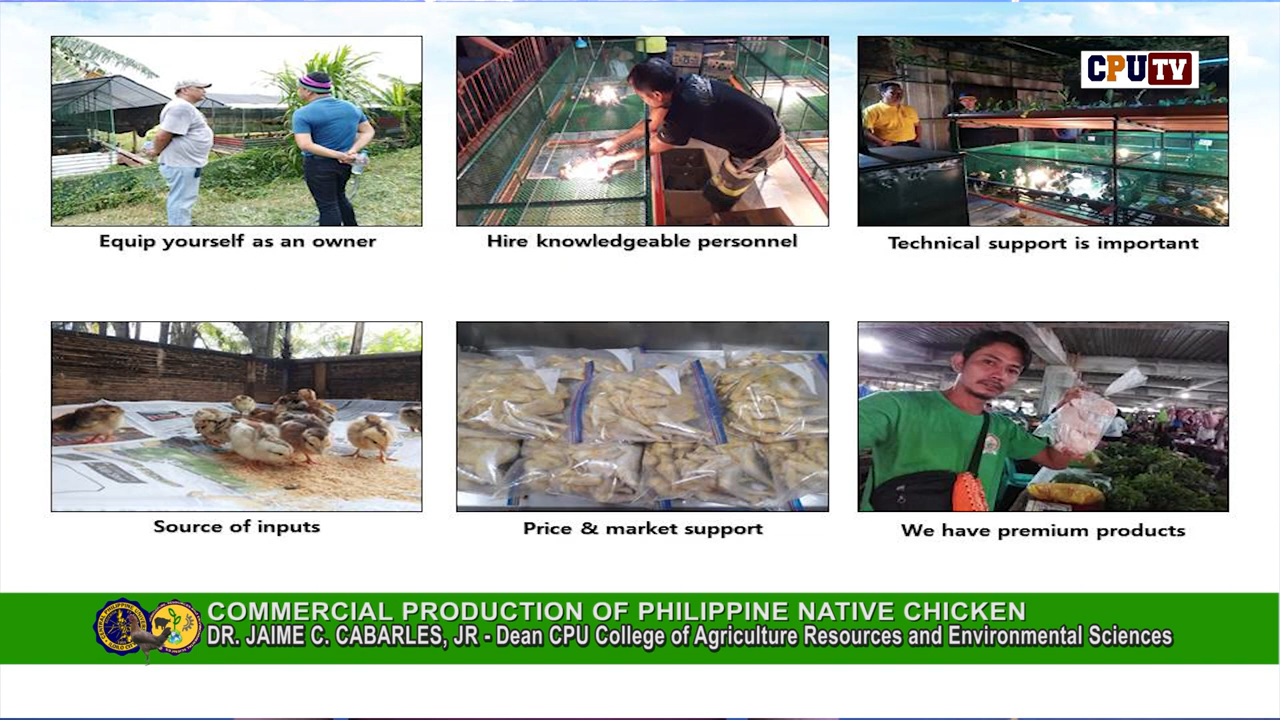 CPUTV
Equip yourself as an owner
Hire knowledgeable personnel
Technical support is important
Source of inputs
Price & market support
We have premium products
COMMERCIAL PRODUCTION OF PHILIPPINE NATIVE CHICKEN
DR. JAIME C. CABARLES, JR - Dean CPU College of Agriculture Resources and Environmental Sciences